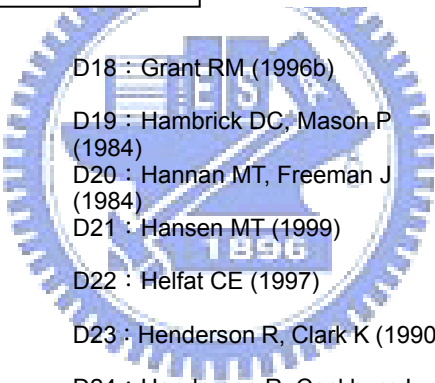 D18：Grant RM (1996b)
D19：Hambrick DC, Mason P
(1984)
D20：Hannan MT, Freeman J
(1984)
D21：Hansen MT (1999)
D22：Helfat CE (1997)
D23：Henderson R, Clark K (1990
E S A
1896